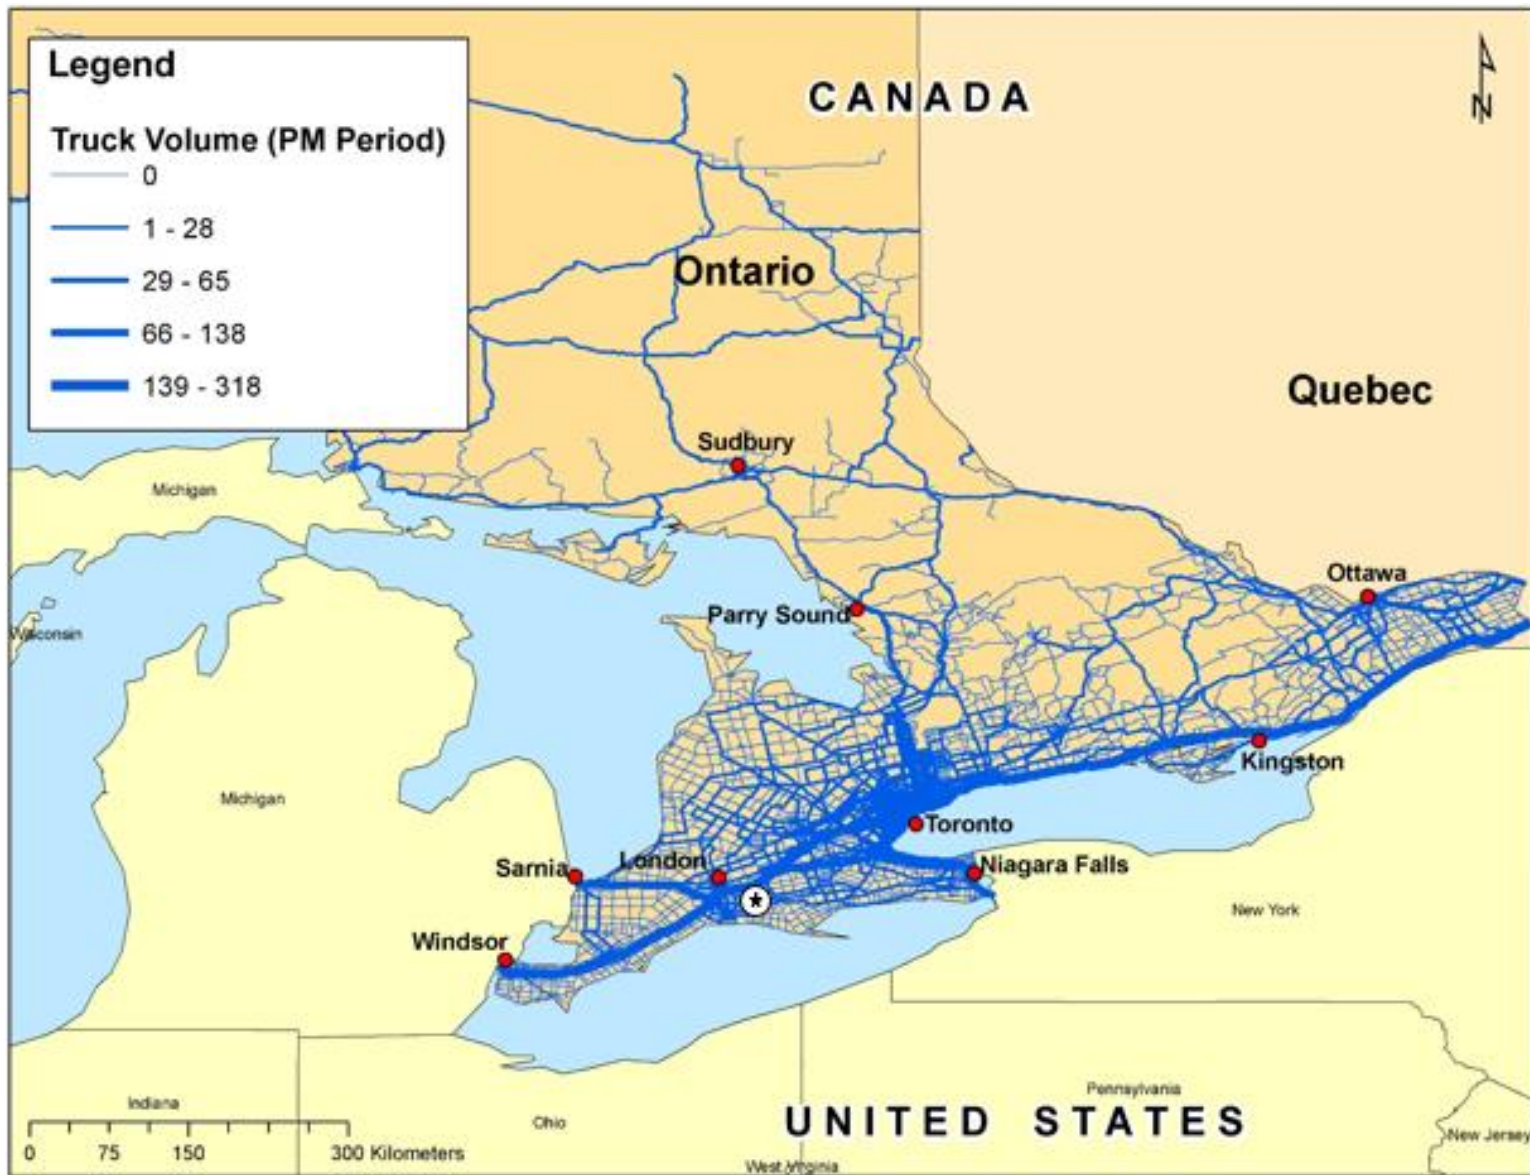 Legend
Truck Volume (PM Period)
0
1 - 28
29 - 65
66 - 138
139 - 318
CANADA
N
Ontario
Quebec
Sudbury
Michigan
Ottawa
Parry Sound
Wisconsin
Kingston
Michigan
Toronto
London
Sarnia
Niagara Falls
New York
Windsor
*
Pennsylvania
Indiana
Ohio
UNITED STATES
New Jersey
0 75 150 300 Kilometers
West Virginia